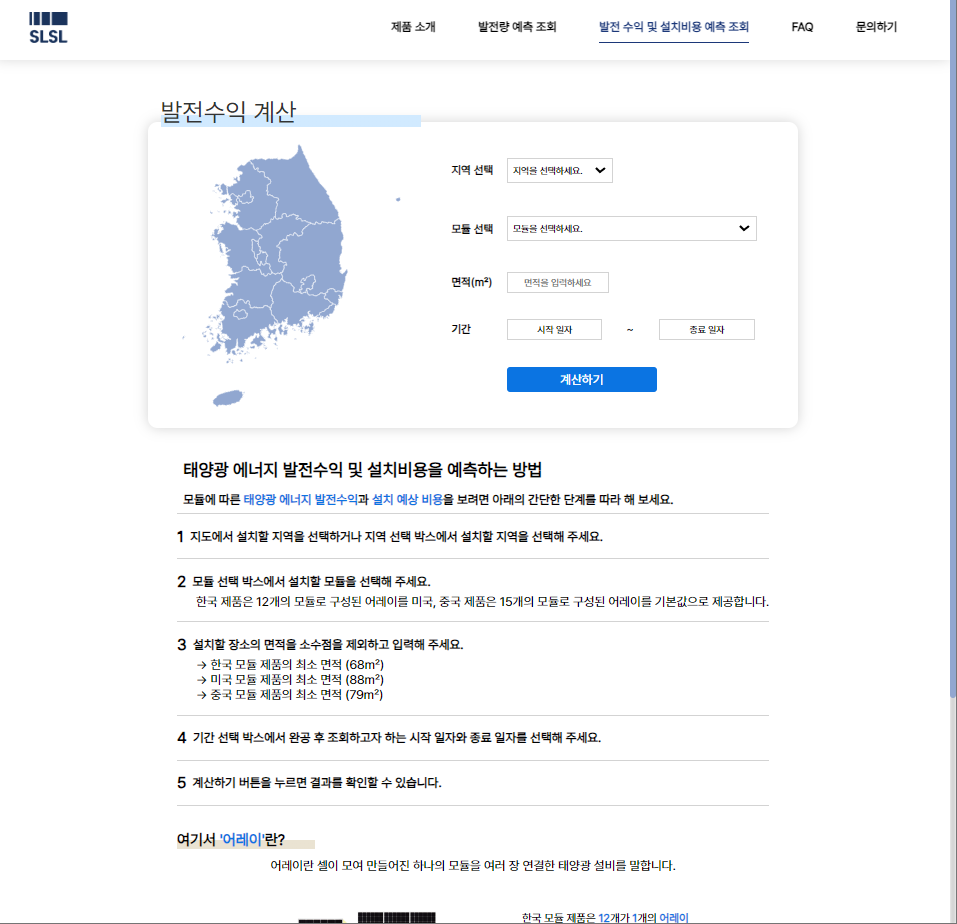 SLSL
제품 소개
발전량 예측 조회
발전 수익 및 설치비용 예측 조회
FAQ
문의하기
발전수익 계산
지역 선택
지역을 선택하세요.
모듈 선택
모듈을 선택하세요.
면적(m²)
면적을 입력하세요
기간
시작 일자
~
종료 일자
계산하기
태양광 에너지 발전수익 및 설치비용을 예측하는 방법
모듈에 따른 태양광 에너지 발전수익과 설치 예상 비용을 보려면 아래의 간단한 단계를 따라 해 보세요.
1 지도에서 설치할 지역을 선택하거나 지역 선택 박스에서 설치할 지역을 선택해 주세요.
2 모듈 선택 박스에서 설치할 모듈을 선택해 주세요.
한국 제품은 12개의 모듈로 구성된 어레이를 미국, 중국 제품은 15개의 모듈로 구성된 어레이를 기본값으로 제공합니다.
3 설치할 장소의 면적을 소수점을 제외하고 입력해 주세요.
→ 한국 모듈 제품의 최소 면적 (68m²)
→ 미국 모듈 제품의 최소 면적 (88m²)
→ 중국 모듈 제품의 최소 면적 (79m²)
4 기간 선택 박스에서 완공 후 조회하고자 하는 시작 일자와 종료 일자를 선택해 주세요.
5 계산하기 버튼을 누르면 결과를 확인할 수 있습니다.
여기서 '어레이'란?
어레이란 셀이 모여 만들어진 하나의 모듈을 여러 장 연결한 태양광 설비를 말합니다.
한국 모듈 제품은 12개가 1개의 어레이